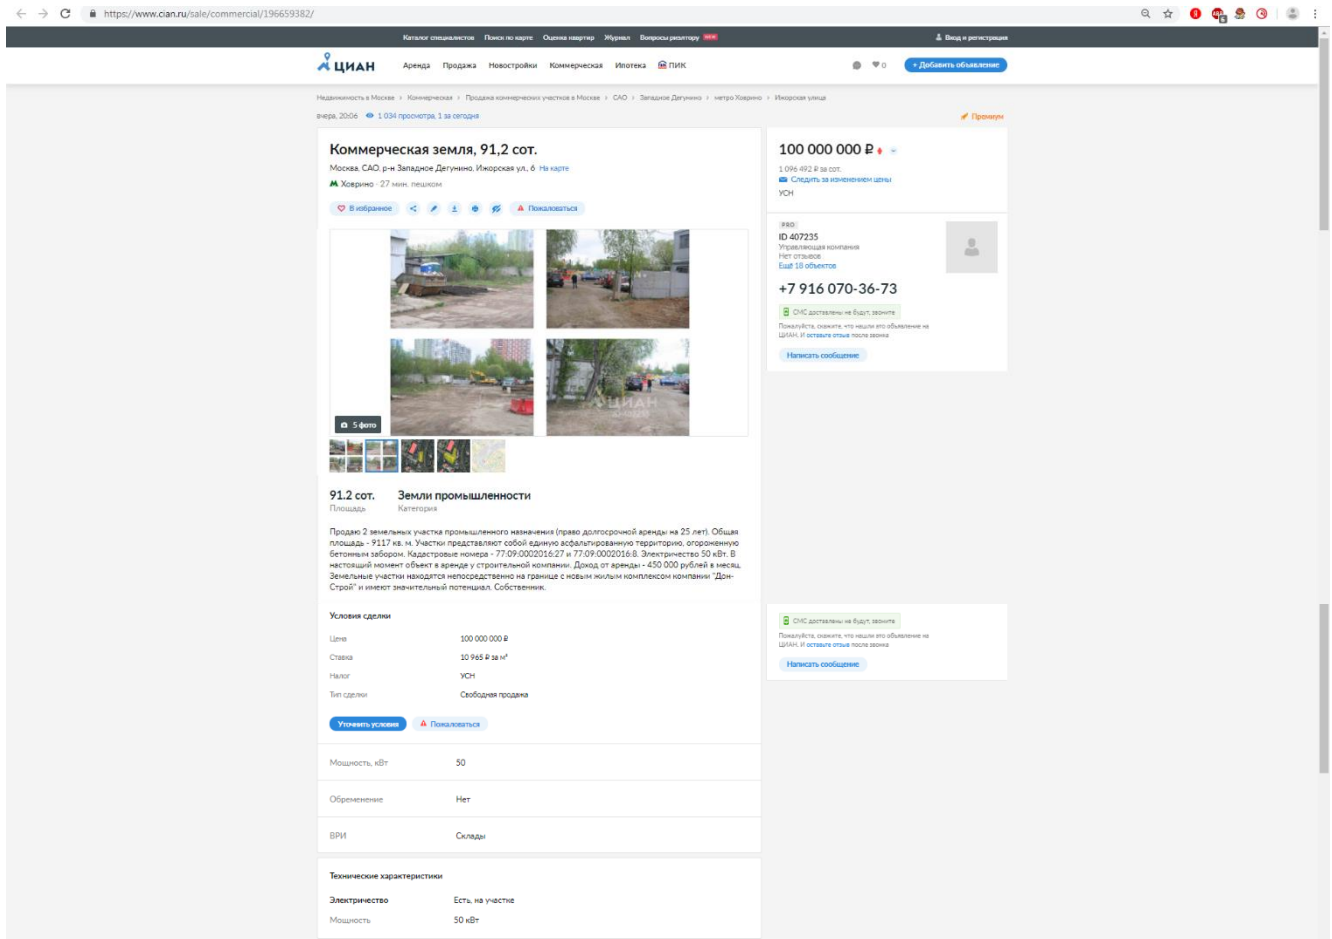 https://www.cian.ru/sale/commercial/196659382/
Каталог специалистов Поиск по карте Оценка квартир Журнал Вопросы риэлтору NEW Вход и регистрация
ЦИАН Аренда Продажа Новостройки Коммерческая Ипотека ПИК 0 + Добавить объявление
Недвижимость в Москве > Коммерческая > Продажа коммерческих участков в Москве > САО > Западное Дегунино > метро Ховрино > Ижорская улица
вчера, 20:06 1 034 просмотра, 1 за сегодня Премиум
Коммерческая земля, 91,2 сот.
Москва, САО, р-н Западное Дегунино, Ижорская ул., 6 На карте
Ховрино · 27 мин. пешком
В избранное Пожаловаться
5 фото
ЦИАН
91.2 сот. Земли промышленности
Площадь Категория
Продаю 2 земельных участка промышленного назначения (право долгосрочной аренды на 25 лет). Общая
площадь - 9117 кв. м. Участки представляют собой единую асфальтированную территорию, огороженную
бетонным забором. Кадастровые номера - 77:09:0002016:27 и 77:09:0002016:8. Электричество 50 кВт. В
настоящий момент объект в аренде у строительной компании. Доход от аренды - 450 000 рублей в месяц.
Земельные участки находятся непосредственно на границе с новым жилым комплексом компании "Дон-
Строй" и имеют значительный потенциал. Собственник.
Условия сделки
Цена 100 000 000 ₽
Ставка 10 965 ₽ за м²
Налог УСН
Тип сделки Свободная продажа
Уточнить условия Пожаловаться
Мощность, кВт 50
Обременение Нет
ВРИ Склады
Технические характеристики
Электричество Есть, на участке
Мощность 50 кВт
100 000 000 ₽
1 096 492 ₽ за сот.
Следить за изменением цены
УСН
PRO
ID 407235
Управляющая компания
Нет отзывов
Ещё 18 объектов
+7 916 070-36-73
СМС доставлены не будут, звоните
Пожалуйста, скажите, что нашли это объявление на
ЦИАН. И оставьте отзыв после звонка
Написать сообщение
СМС доставлены не будут, звоните
Пожалуйста, скажите, что нашли это объявление на
ЦИАН. И оставьте отзыв после звонка
Написать сообщение